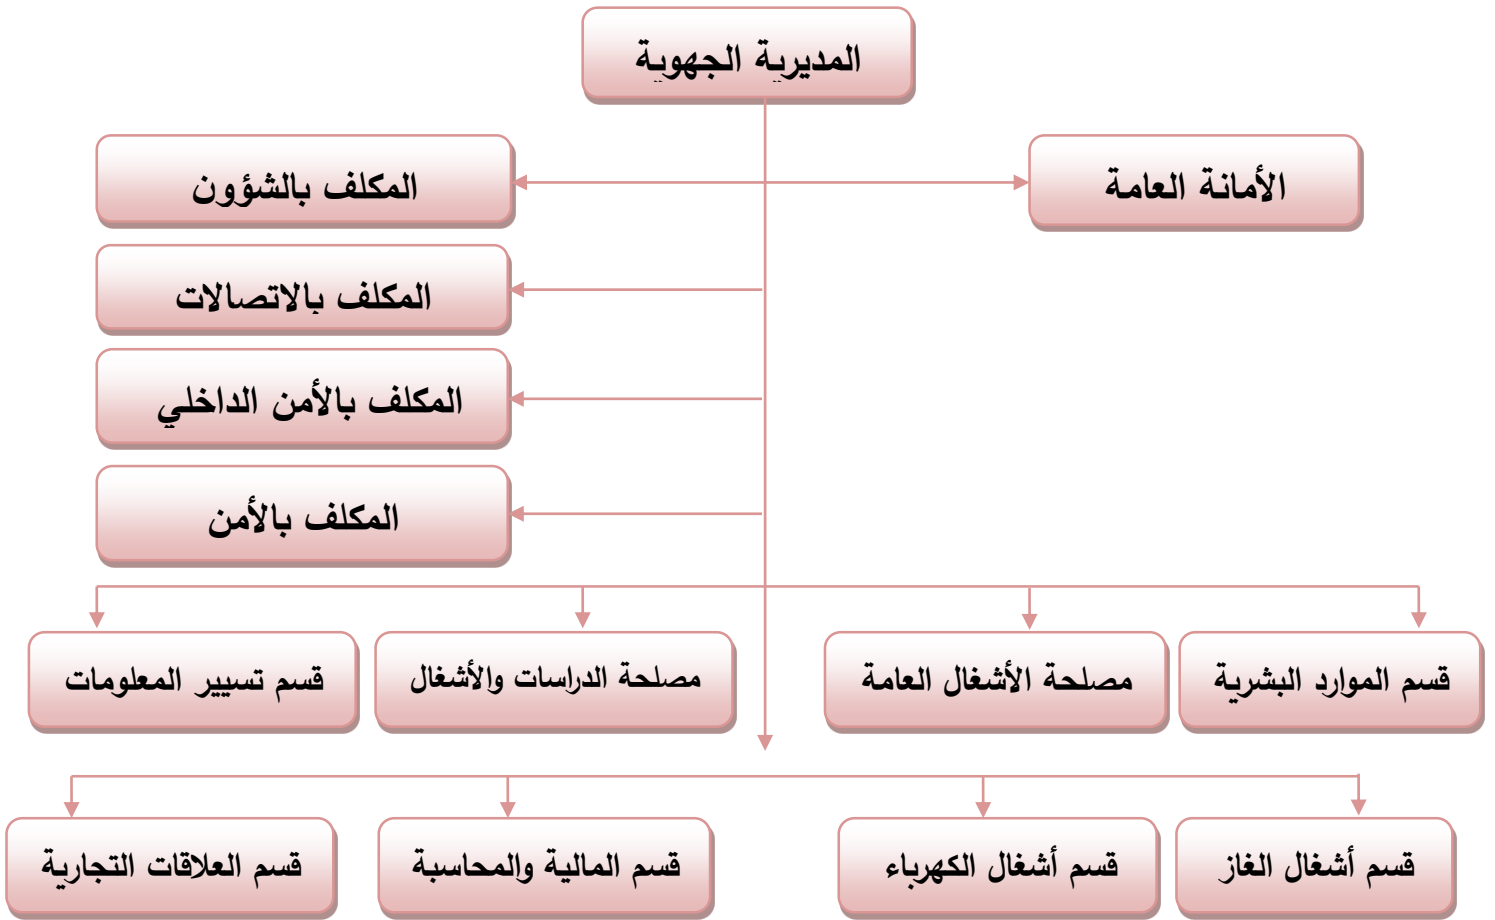 المديرية الجهوية
الأمانة العامة
المكلف بالشؤون
المكلف بالاتصالات
المكلف بالأمن الداخلي
المكلف بالأمن
قسم الموارد البشرية
مصلحة الأشغال العامة
مصلحة الدراسات والأشغال
قسم تسيير المعلومات
قسم أشغال الغاز
قسم أشغال الكهرباء
قسم المالية والمحاسبة
قسم العلاقات التجارية